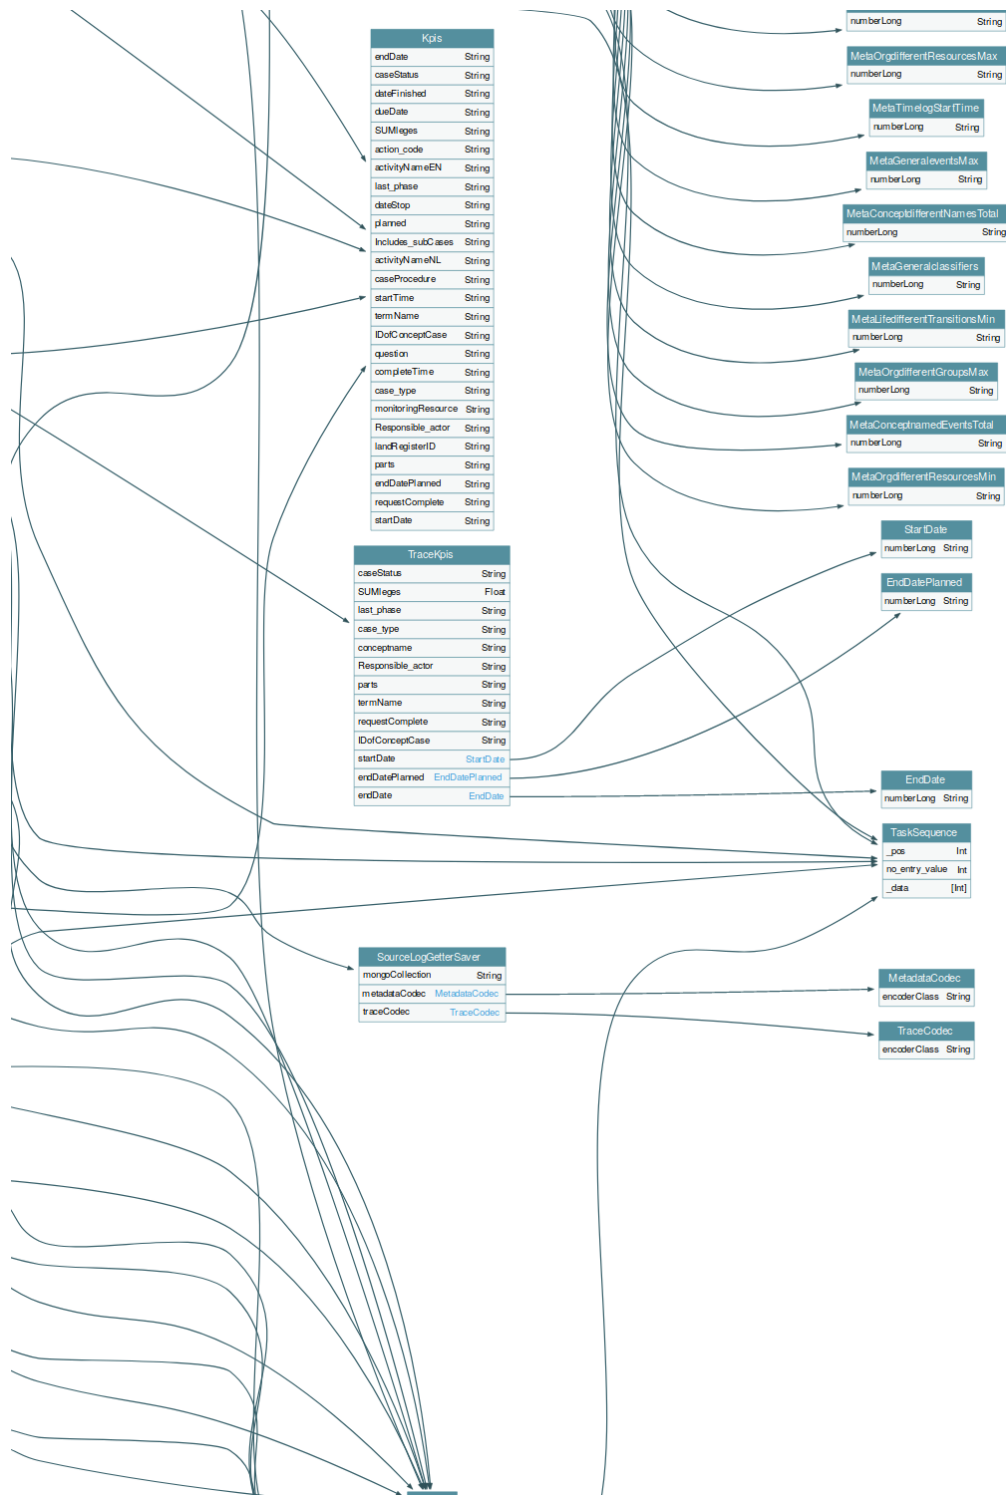 Kpis
endDate String
caseStatus String
dateFinished String
dueDate String
SUMleges String
action_code String
activityNameEN String
last_phase String
dateStop String
planned String
Includes_subCases String
activityNameNL String
caseProcedure String
startTime String
termName String
IDofConceptCase String
question String
completeTime String
case_type String
monitoringResource String
Responsible_actor String
landRegisterID String
parts String
endDatePlanned String
requestComplete String
startDate String
TraceKpis
caseStatus String
SUMleges Float
last_phase String
case_type String
conceptname String
Responsible_actor String
parts String
termName String
requestComplete String
IDofConceptCase String
startDate StartDate
endDatePlanned EndDatePlanned
endDate EndDate
SourceLogGetterSaver
mongoCollection String
metadataCodec MetadataCodec
traceCodec TraceCodec
numberLong String
MetaOrgdifferentResourcesMax
numberLong String
MetaTimelogStartTime
numberLong String
MetaGeneraleventsMax
numberLong String
MetaConceptdifferentNamesTotal
numberLong String
MetaGeneralclassifiers
numberLong String
MetaLifedifferentTransitionsMin
numberLong String
MetaOrgdifferentGroupsMax
numberLong String
MetaConceptnamedEventsTotal
numberLong String
MetaOrgdifferentResourcesMin
numberLong String
StartDate
numberLong String
EndDatePlanned
numberLong String
EndDate
numberLong String
TaskSequence
_pos Int
no_entry_value Int
_data [Int]
MetadataCodec
encoderClass String
TraceCodec
encoderClass String